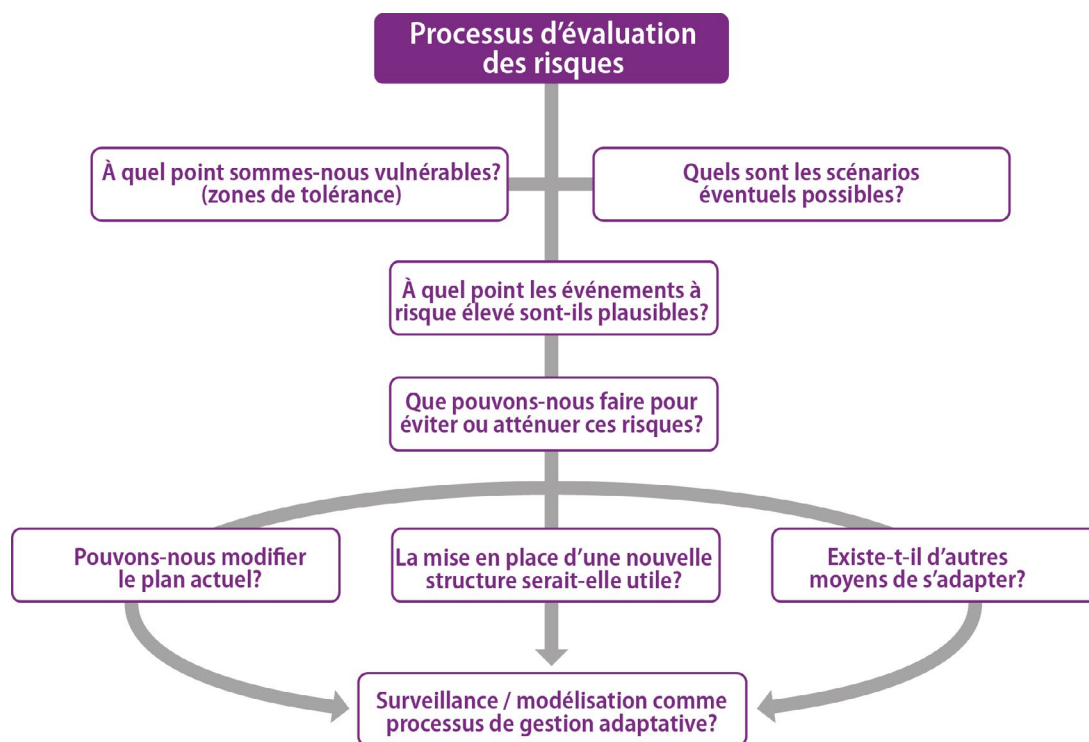 Processus d’évaluation
des risques
À quel point sommes-nous vulnérables?
(zones de tolérance)
Quels sont les scénarios
éventuels possibles?
À quel point les événements à
risque élevé sont-ils plausibles?
Que pouvons-nous faire pour
éviter ou atténuer ces risques?
Pouvons-nous modifier
le plan actuel?
La mise en place d’une nouvelle
structure serait-elle utile?
Existe-t-il d’autres
moyens de s’adapter?
Surveillance / modélisation comme
processus de gestion adaptative?